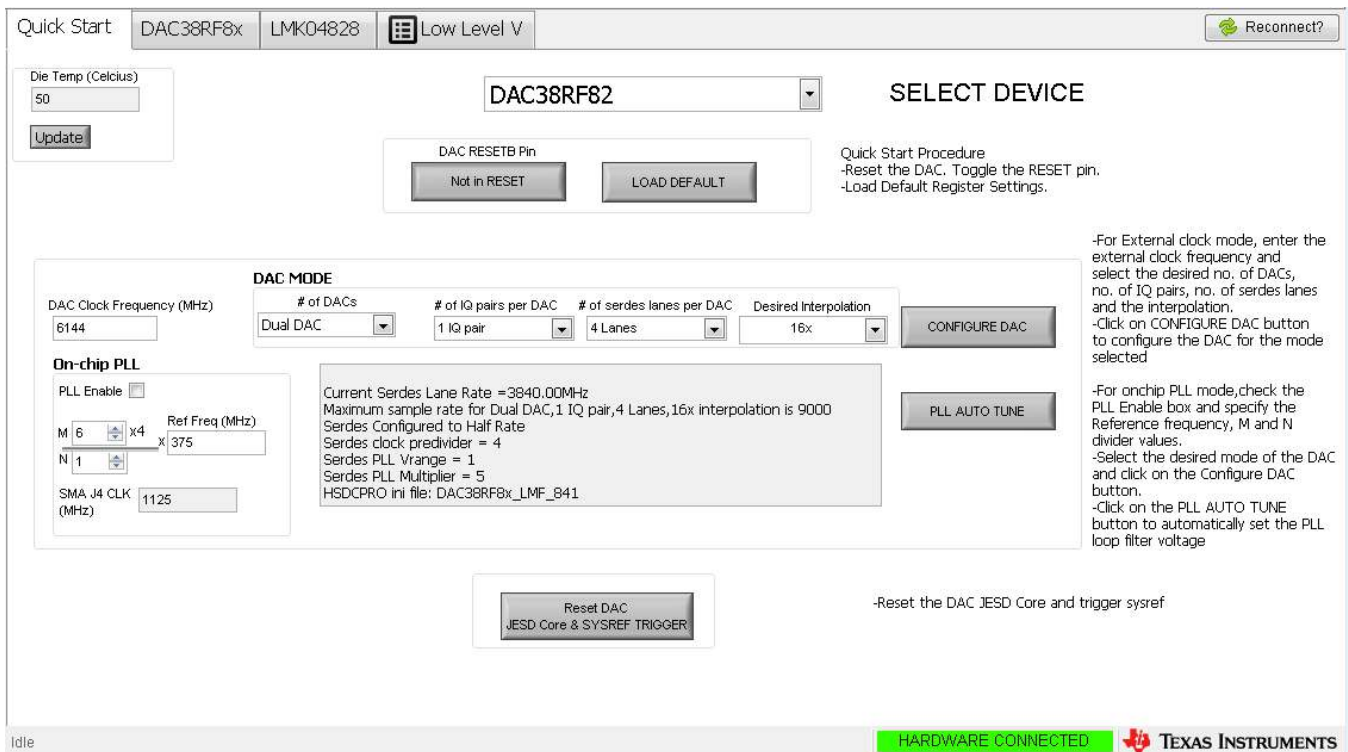 Quick Start
DAC38RF8x
LMK04828
Low Level V
Reconnect?
Die Temp (Celcius)
50
Update
DAC38RF82
SELECT DEVICE
DAC RESETB Pin
Not in RESET
LOAD DEFAULT
Quick Start Procedure
-Reset the DAC. Toggle the RESET pin.
-Load Default Register Settings.
DAC MODE
DAC Clock Frequency (MHz)
6144
# of DACs
Dual DAC
# of IQ pairs per DAC
1 IQ pair
# of serdes lanes per DAC
4 Lanes
Desired Interpolation
16x
CONFIGURE DAC
On-chip PLL
PLL Enable
M 6 x4
N 1
x
Ref Freq (MHz)
375
SMA J4 CLK
(MHz)
1125
Current Serdes Lane Rate =3840.00MHz
Maximum sample rate for Dual DAC,1 IQ pair,4 Lanes,16x interpolation is 9000
Serdes Configured to Half Rate
Serdes clock predivider = 4
Serdes PLL Vrange = 1
Serdes PLL Multiplier = 5
HSDCPRO ini file: DAC38RF8x_LMF_841
PLL AUTO TUNE
-For External clock mode, enter the
external clock frequency and
select the desired no. of DACs,
no. of IQ pairs, no. of serdes lanes
and the interpolation.
-Click on CONFIGURE DAC button
to configure the DAC for the mode
selected
-For onchip PLL mode,check the
PLL Enable box and specify the
Reference frequency, M and N
divider values.
-Select the desired mode of the DAC
and click on the Configure DAC
button.
-Click on the PLL AUTO TUNE
button to automatically set the PLL
loop filter voltage
Reset DAC
JESD Core & SYSREF TRIGGER
-Reset the DAC JESD Core and trigger sysref
Idle
HARDWARE CONNECTED
TEXAS INSTRUMENTS